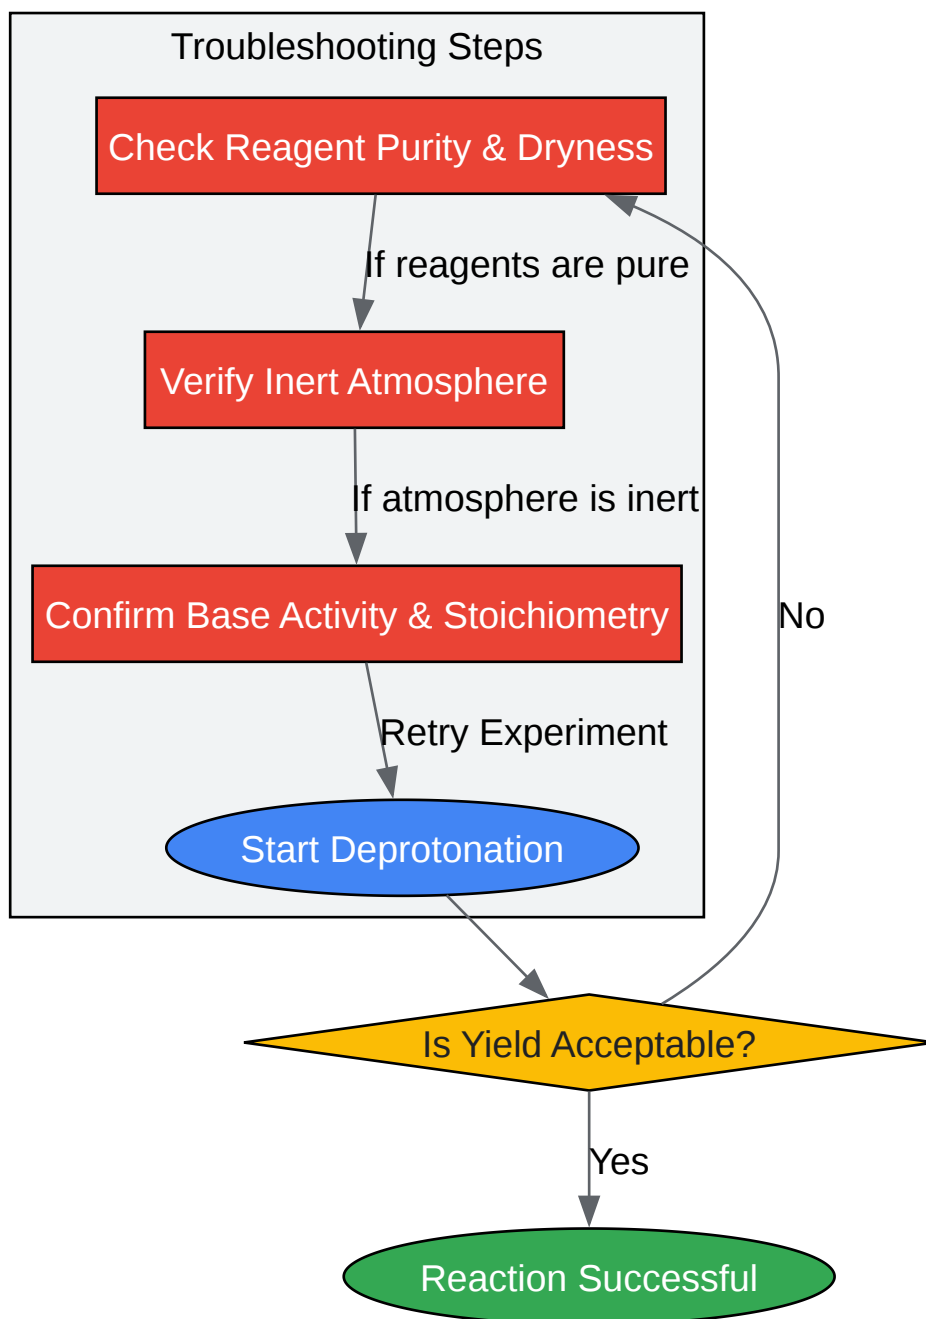 Troubleshooting Steps
Check Reagent Purity & Dryness
If reagents are pure
Verify Inert Atmosphere
If atmosphere is inert
Confirm Base Activity & Stoichiometry
No
Retry Experiment
Start Deprotonation
Is Yield Acceptable?
Yes
Reaction Successful